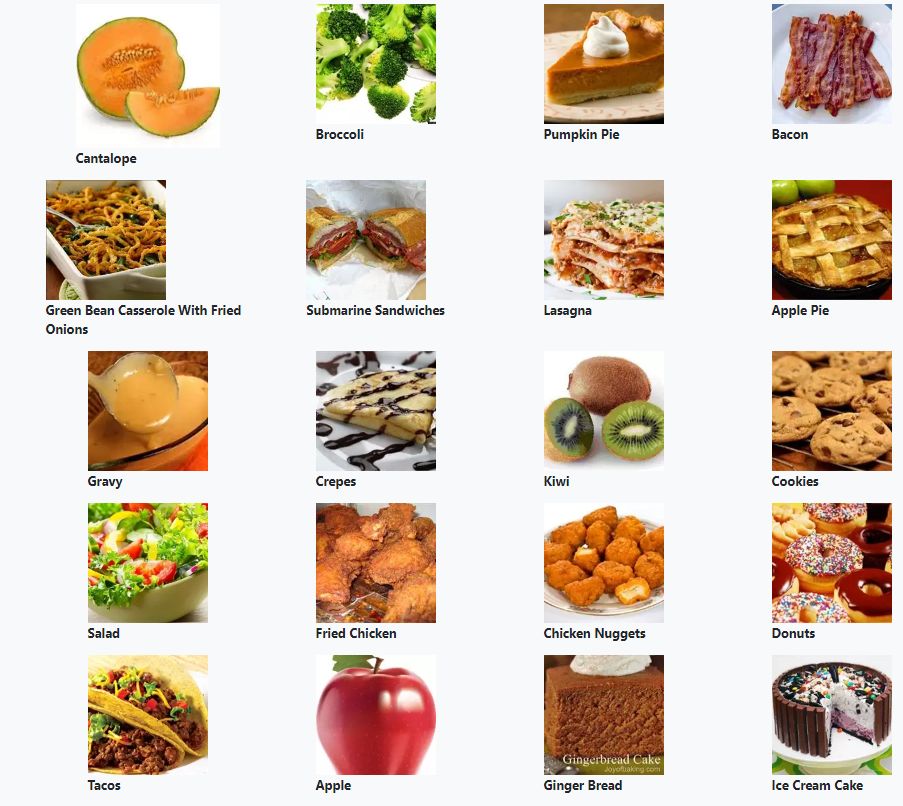 Cantalope
Broccoli
Pumpkin Pie
Bacon
Green Bean Casserole With Fried
Onions
Submarine Sandwiches
Lasagna
Apple Pie
Gravy
Crepes
Kiwi
Cookies
Salad
Fried Chicken
Chicken Nuggets
Donuts
Gingerbread Cake
Joyofbaking.com
Tacos
Apple
Ginger Bread
Ice Cream Cake